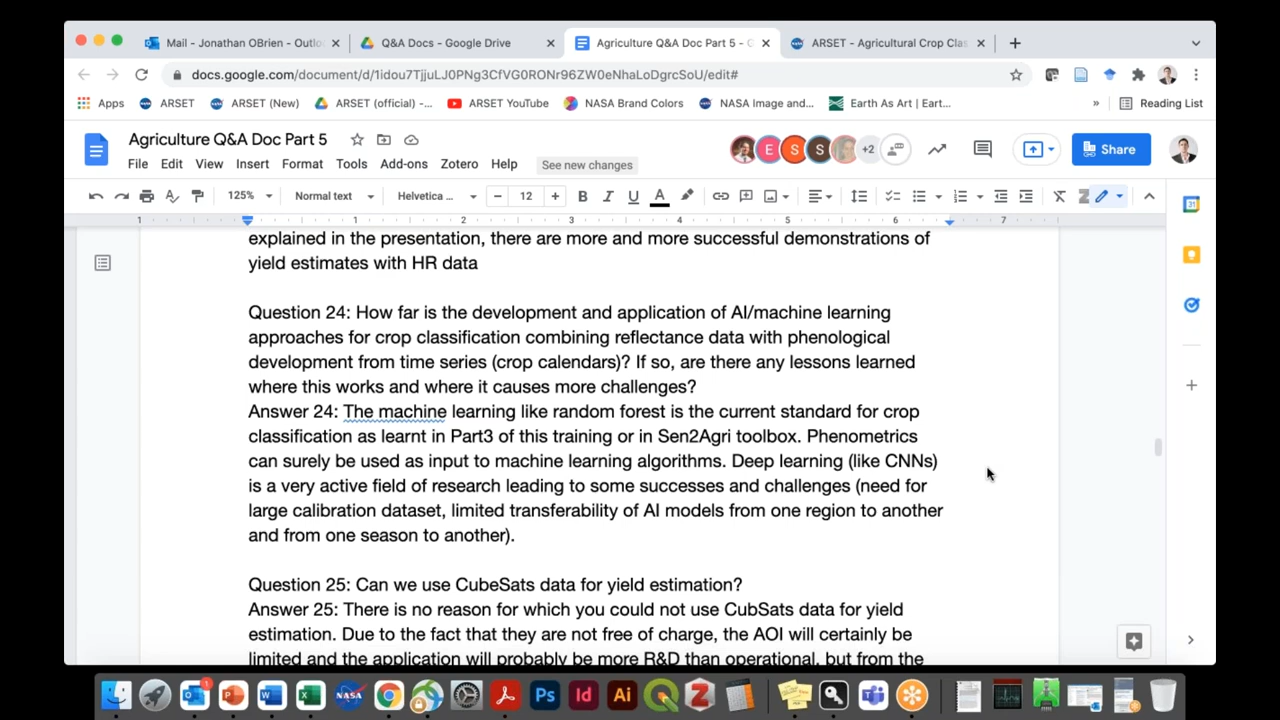 Mail - Jonathan OBrien - Outlo
Q&A Docs - Google Drive
Agriculture Q&A Doc Part 5 - G
ARSET - Agricultural Crop Clas
docs.google.com/document/d/1idou7TjjuLJ0PNg3CfVG0RONr96ZW0eNhaLoDgrcSoU/edit#
Apps
ARSET
ARSET (New)
ARSET (official) -...
ARSET YouTube
NASA Brand Colors
NASA Image and...
Earth As Art | Eart...
»
Reading List
Agriculture Q&A Doc Part 5
E
S
S
+2
Share
File Edit View Insert Format Tools Add-ons Zotero Help
See new changes
125%
Normal text
Helvetica ...
12
B I U A
1 1 2 3 4 5 6 7
explained in the presentation, there are more and more successful demonstrations of
yield estimates with HR data
Question 24: How far is the development and application of AI/machine learning
approaches for crop classification combining reflectance data with phenological
development from time series (crop calendars)? If so, are there any lessons learned
where this works and where it causes more challenges?
Answer 24: The machine learning like random forest is the current standard for crop
classification as learnt in Part3 of this training or in Sen2Agri toolbox. Phenometrics
can surely be used as input to machine learning algorithms. Deep learning (like CNNs)
is a very active field of research leading to some successes and challenges (need for
large calibration dataset, limited transferability of AI models from one region to another
and from one season to another).
Question 25: Can we use CubeSats data for yield estimation?
Answer 25: There is no reason for which you could not use CubSats data for yield
estimation. Due to the fact that they are not free of charge, the AOI will certainly be
limited and the application will probably be more R&D than operational, but from the
Ps
Id
Ai